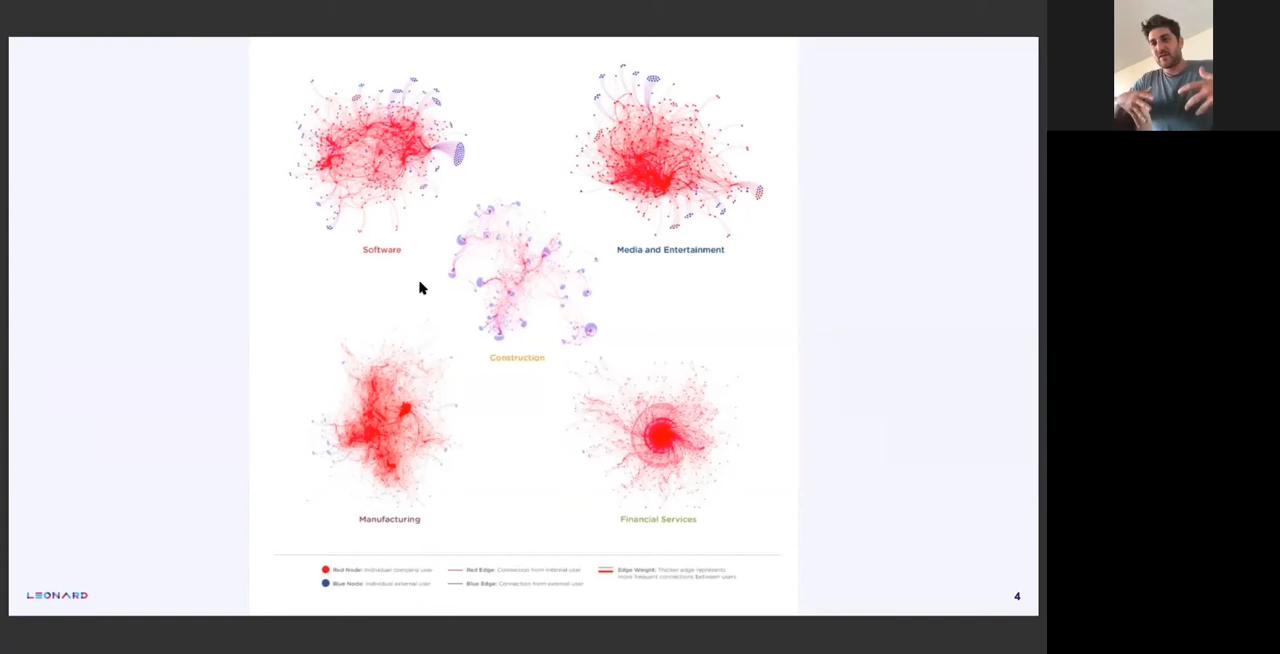 Software
Media and Entertainment
Construction
Manufacturing
Financial Services
Red Node: Individual company user
Red Edge: Connection from internal user
Edge Weight: Thicker edge represents
more frequent connections between users
Blue Node: Individual external user
Blue Edge: Connection from external user
LEONARD
4